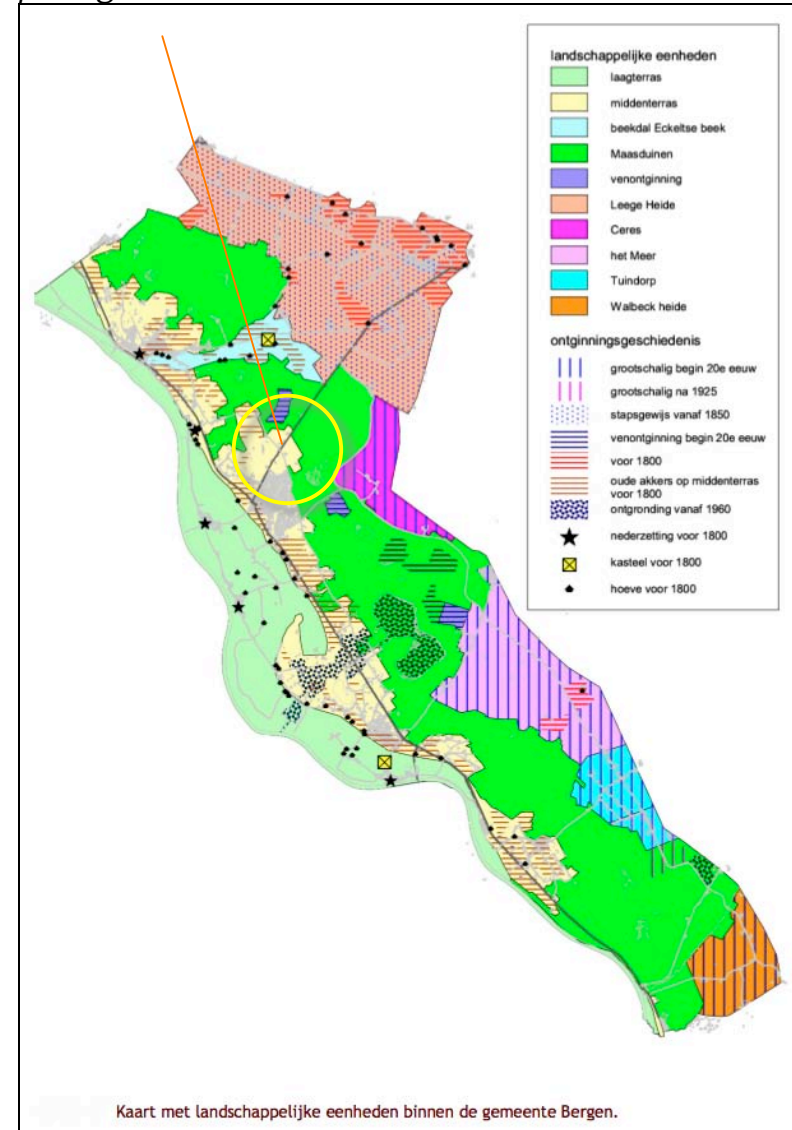 landschappelijke eenheden
laagterras
middenterras
beekdal Eckeltse beek
Maasduinen
venontginning
Leege Heide
Ceres
het Meer
Tuindorp
Walbeck heide
ontginningsgeschiedenis
grootschalig begin 20e eeuw
grootschalig na 1925
stapsgewijs vanaf 1850
venontginning begin 20e eeuw
voor 1800
oude akkers op middenterras
voor 1800
ontgronding vanaf 1960
nederzetting voor 1800
kasteel voor 1800
hoeve voor 1800
Kaart met landschappelijke eenheden binnen de gemeente Bergen.